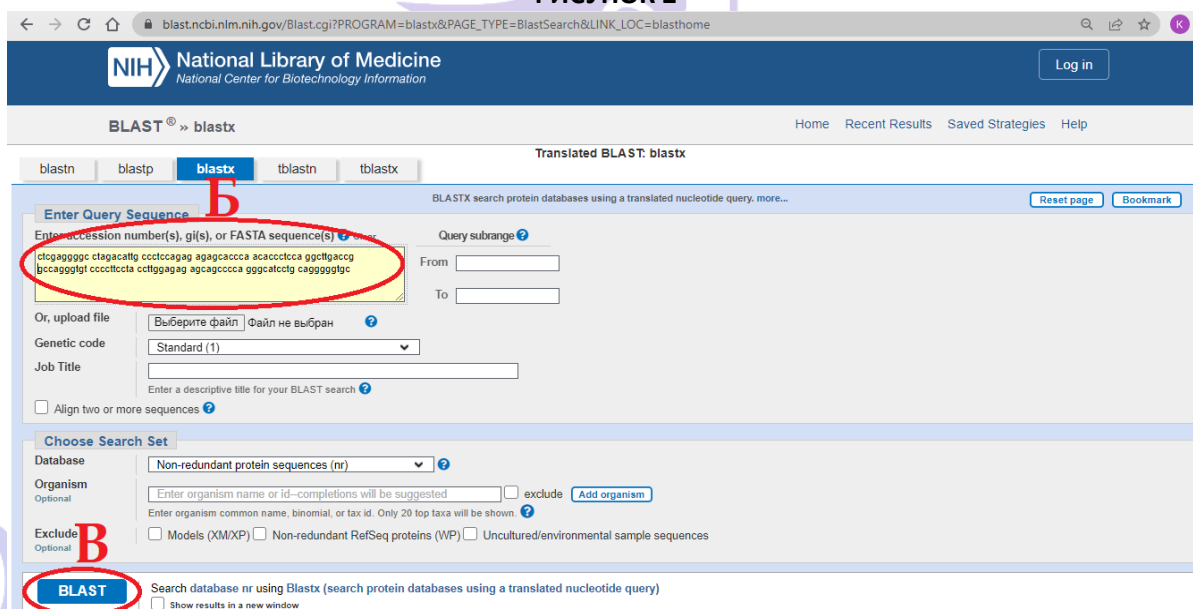 РИСУНОК 2
blast.ncbi.nlm.nih.gov/Blast.cgi?PROGRAM=blastx&PAGE_TYPE=BlastSearch&LINK_LOC=blasthome
K
NIH National Library of Medicine
National Center for Biotechnology Information
Log in
BLAST ® » blastx
Home Recent Results Saved Strategies Help
Translated BLAST: blastx
blastn blastp blastx tblastn tblastx
Б
BLASTX search protein databases using a translated nucleotide query. more...
Reset page Bookmark
Enter Query Sequence
Enter accession number(s), gi(s), or FASTA sequence(s) ? Clear
Query subrange ?
ctcgaggggc ctagacattg ccctccagag agagcaccca acaccctcca ggcttgaccg
gccagggtgt ccccttccta ccttggagag agcagcccca gggcatcctg cagggggtgc
From
To
Or, upload file
Выберите файл Файл не выбран ?
Genetic code
Standard (1)
Job Title
Enter a descriptive title for your BLAST search ?
Align two or more sequences ?
Choose Search Set
Database
Non-redundant protein sequences (nr) ?
Organism
Optional
Enter organism name or id--completions will be suggested exclude Add organism
Enter organism common name, binomial, or tax id. Only 20 top taxa will be shown. ?
Exclude
Optional
Models (XM/XP) Non-redundant RefSeq proteins (WP) Uncultured/environmental sample sequences
В
BLAST
Search database nr using Blastx (search protein databases using a translated nucleotide query)
Show results in a new window